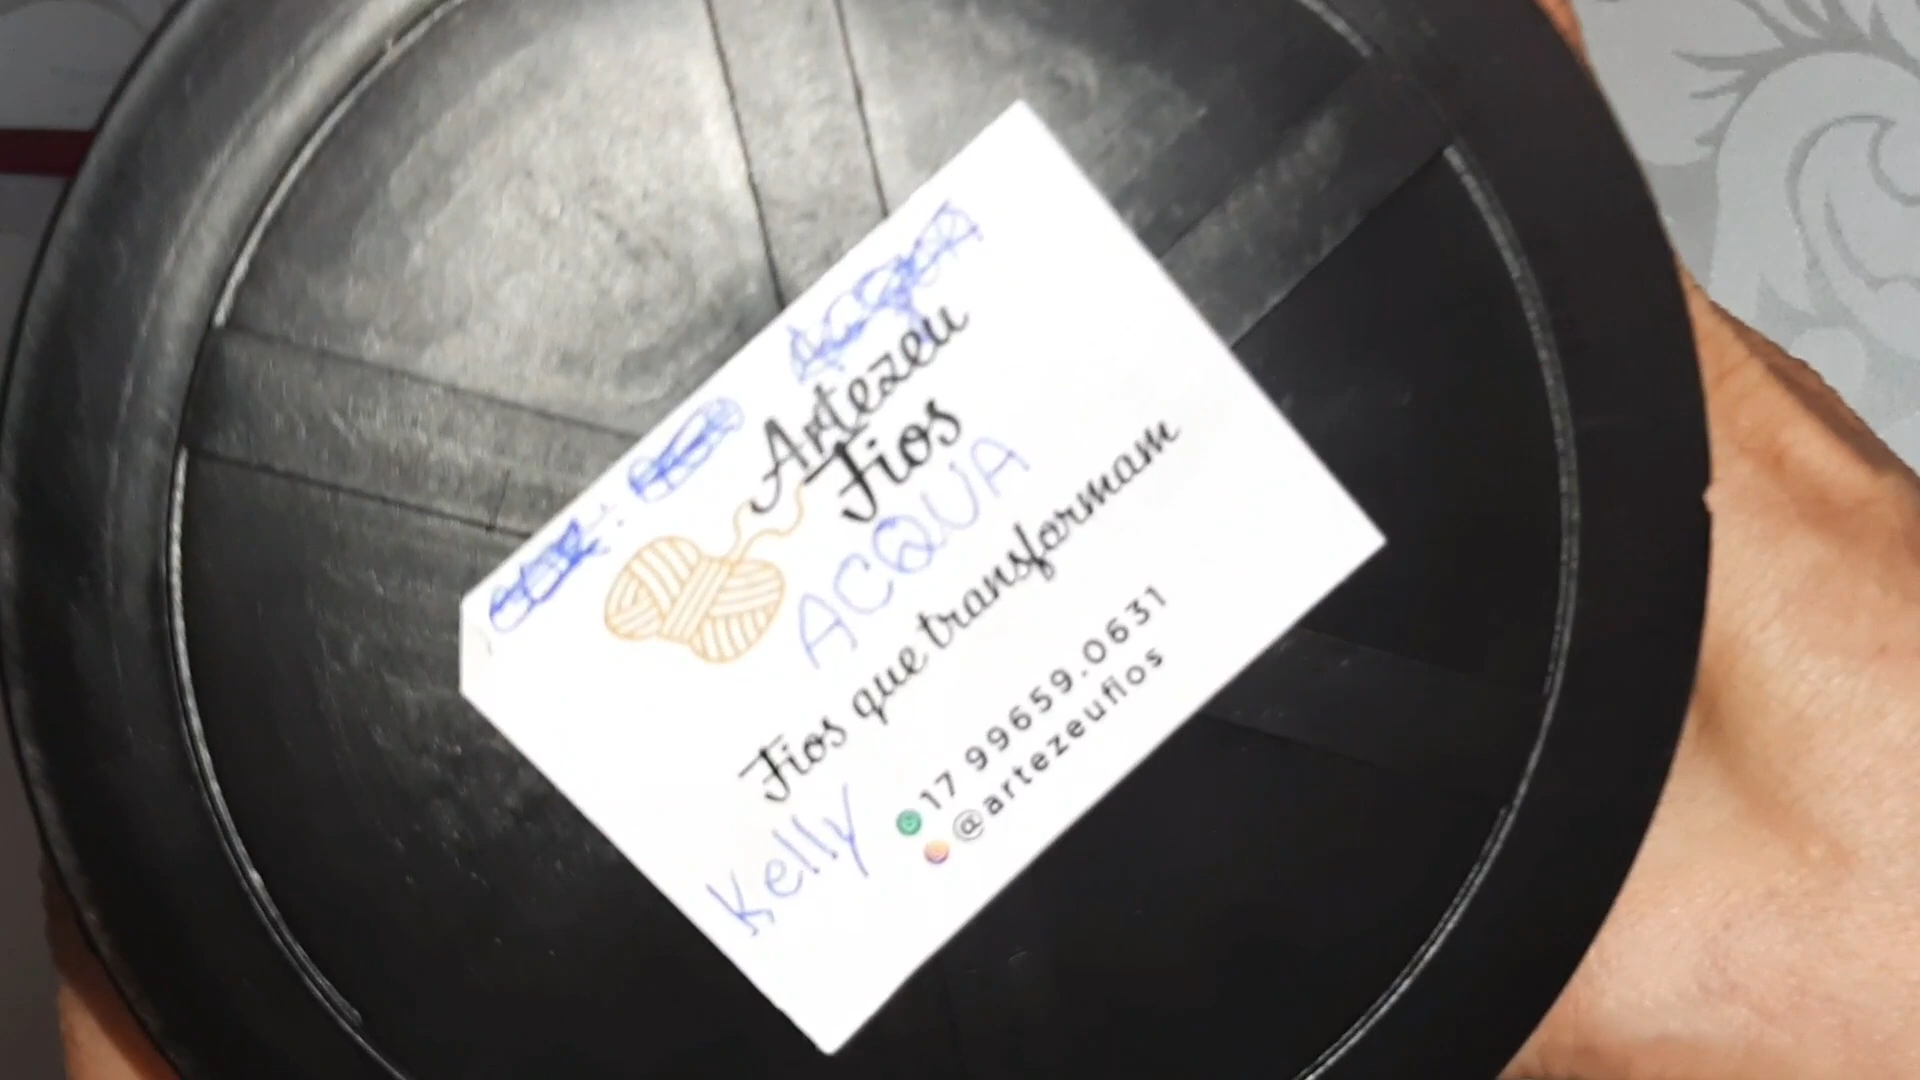 Artezeu
Fios
ACQUA
Fios que transformam
Kelly
17 99659.0631
@artezeufios